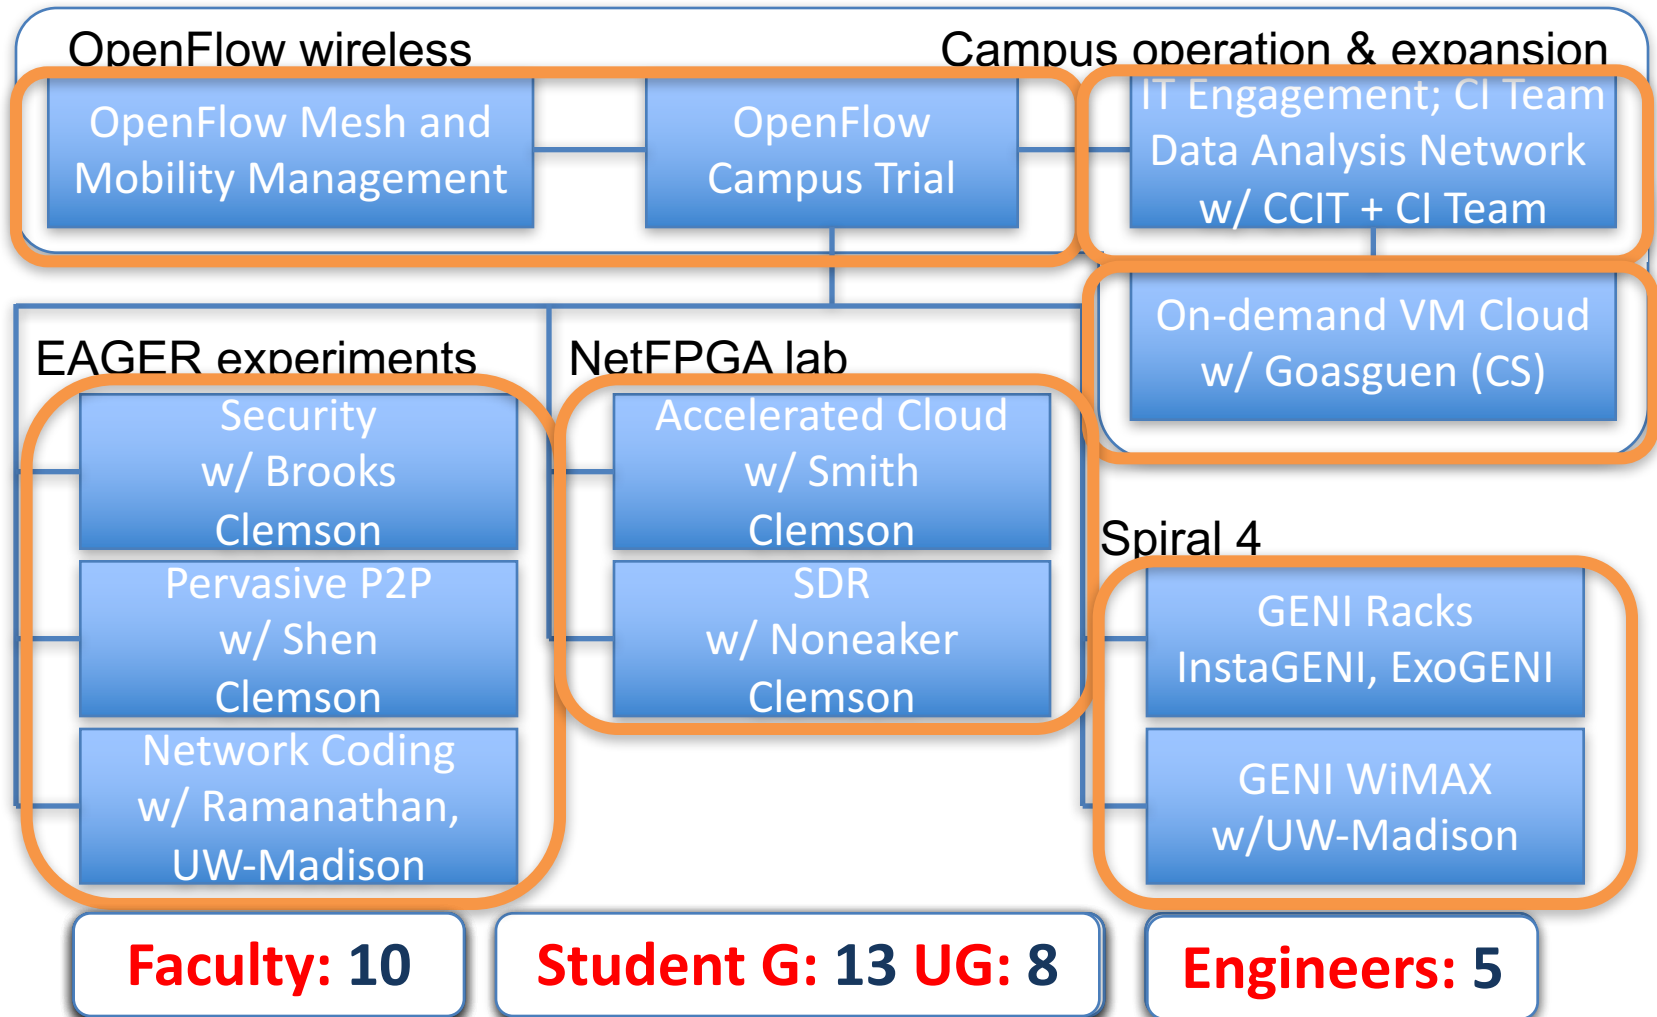 OpenFlow wireless
Campus operation & expansion
OpenFlow Mesh and
Mobility Management
OpenFlow
Campus Trial
IT Engagement; CI Team
Data Analysis Network
w/ CCIT + CI Team
On-demand VM Cloud
w/ Goasguen (CS)
EAGER experiments
Security
w/ Brooks
Clemson
Pervasive P2P
w/ Shen
Clemson
Network Coding
w/ Ramanathan,
UW-Madison
NetFPGA lab
Accelerated Cloud
w/ Smith
Clemson
SDR
w/ Noneaker
Clemson
Spiral 4
GENI Racks
InstaGENI, ExoGENI
GENI WiMAX
w/UW-Madison
Faculty: 10
Student G: 13 UG: 8
Engineers: 5